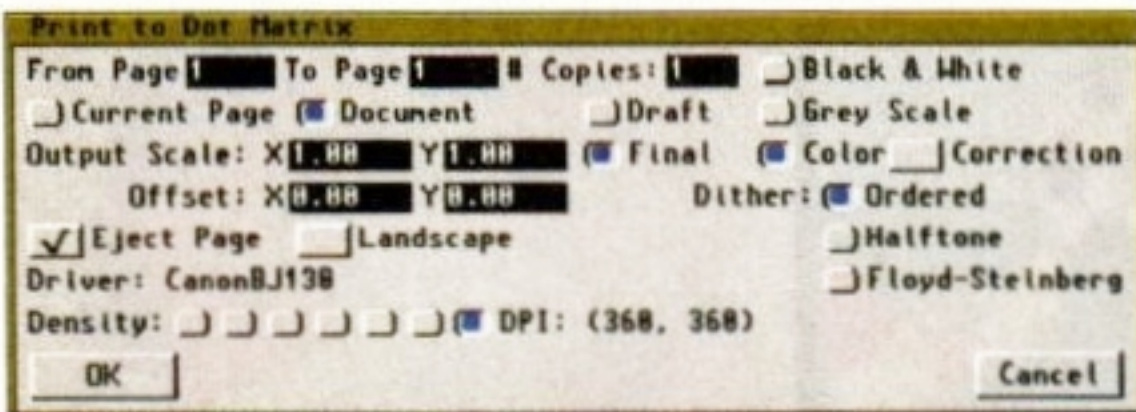 Print to Dot Matrix
From Page 1 To Page 1 # Copies: 1 Black & White
Current Page Document Draft Grey Scale
Output Scale: X 1.00 Y 1.00 Final Color Correction
Offset: X 0.00 Y 0.00 Dither: Ordered
Eject Page Landscape Halftone
Driver: CanonBJ130 Floyd-Steinberg
Density: DPI: (360, 360)
OK Cancel